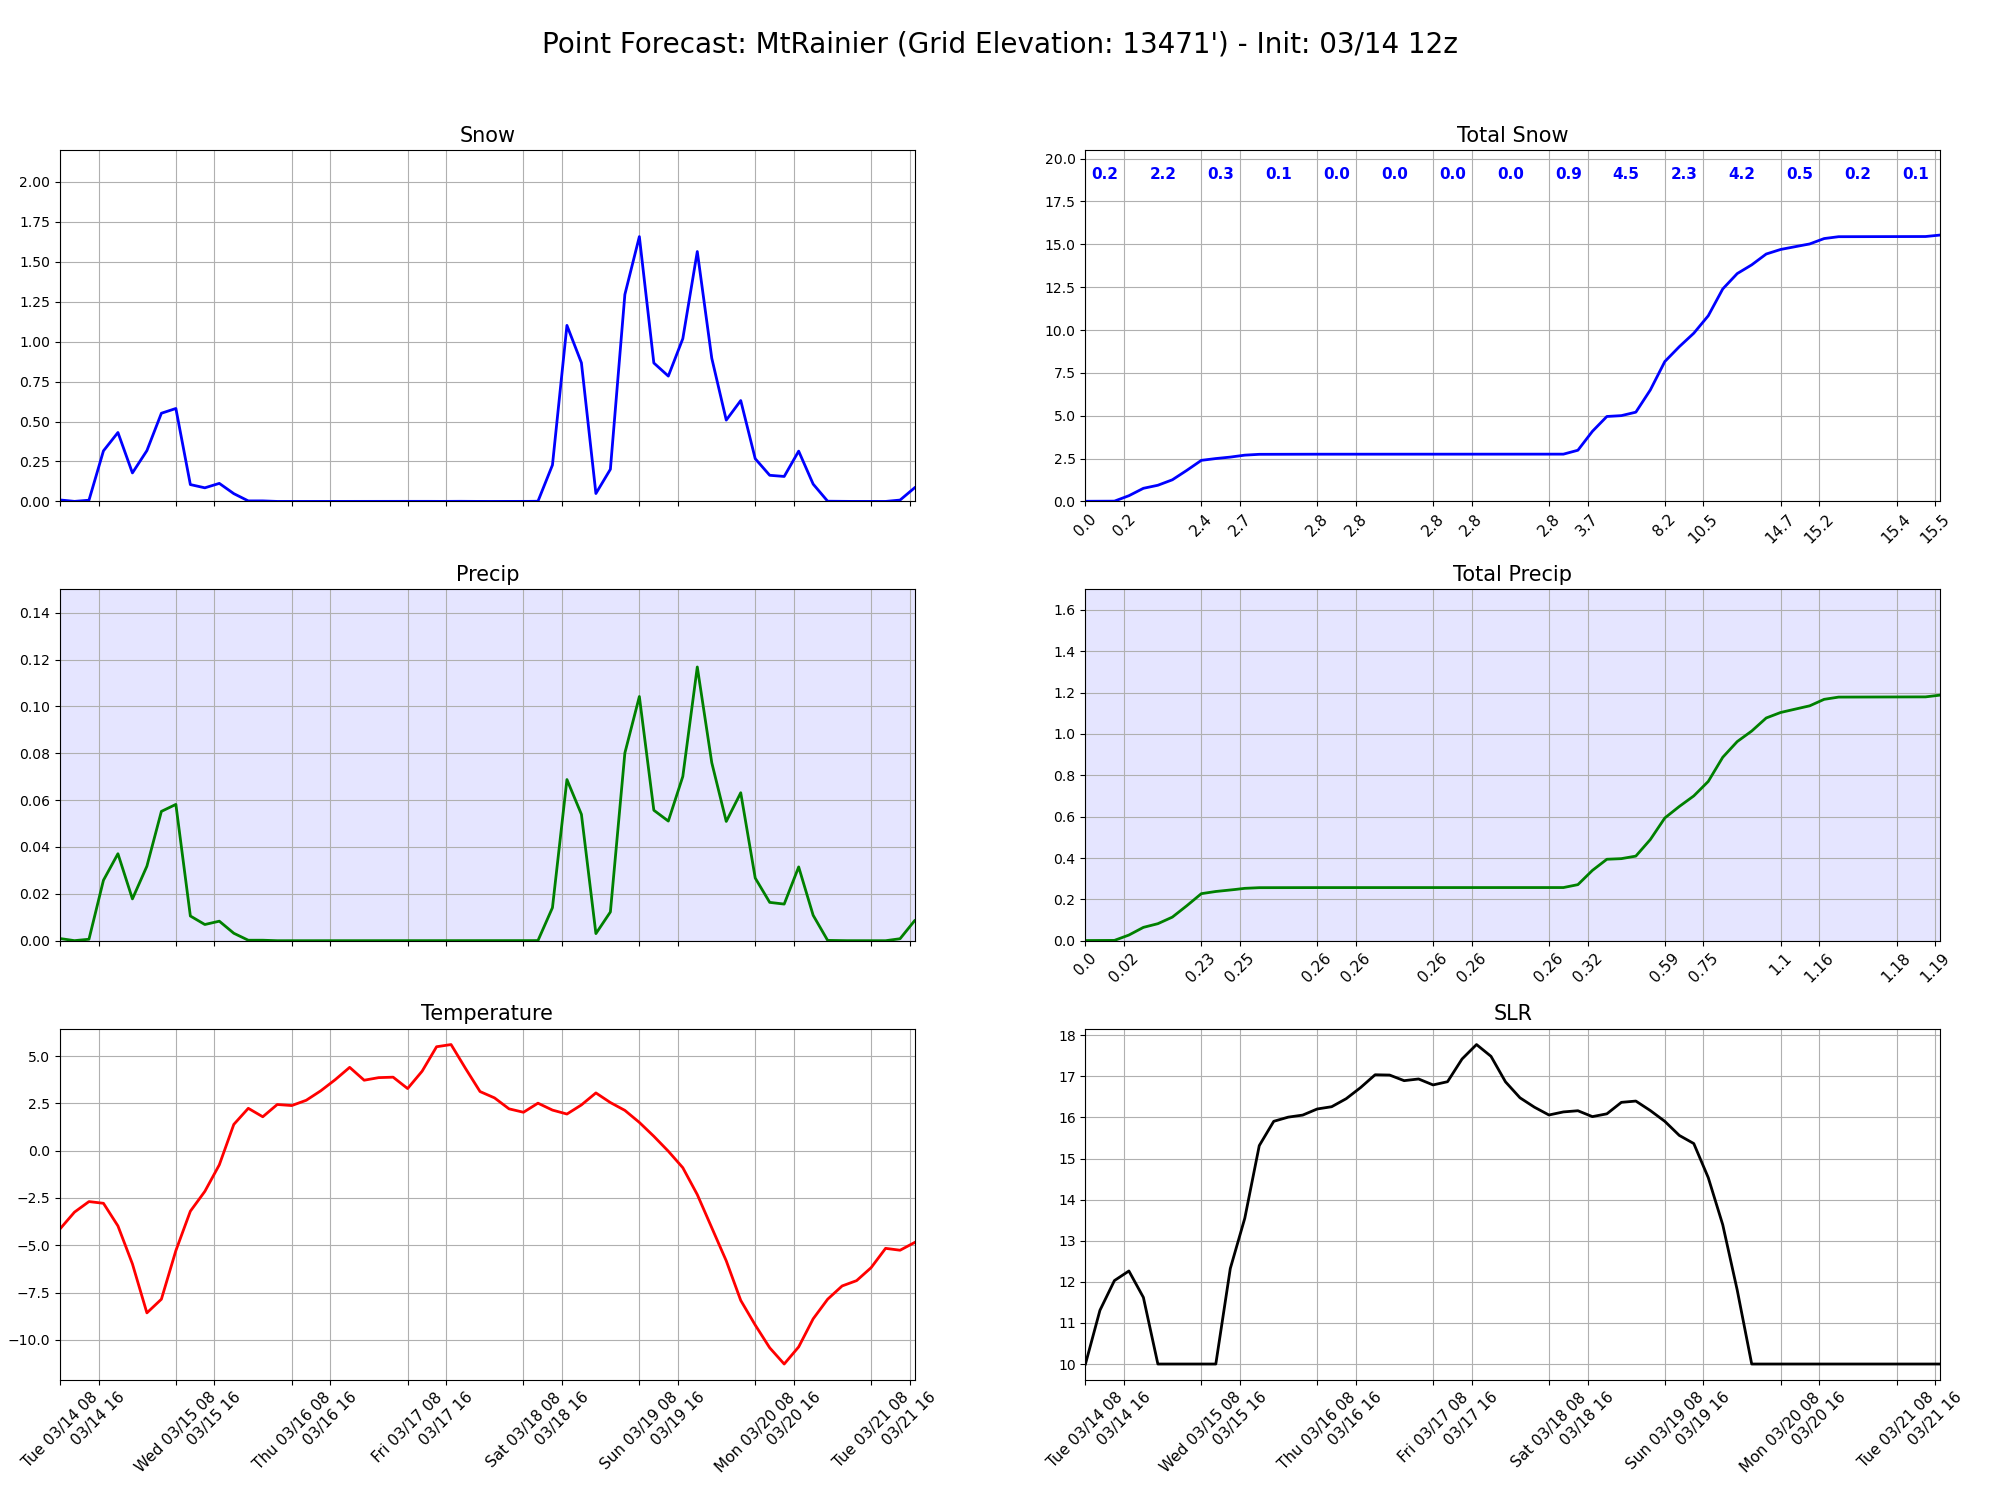 Point Forecast: MtRainier (Grid Elevation: 13471') - Init: 03/14 12z
Snow
2.00
1.75
1.50
1.25
1.00
0.75
0.50
0.25
0.00
Total Snow
20.0
17.5
15.0
12.5
10.0
7.5
5.0
2.5
0.0
0.2 2.2 0.3 0.1 0.0 0.0 0.0 0.0 0.9 4.5 2.3 4.2 0.5 0.2 0.1
0.0 0.2 2.4 2.7 2.8 2.8 2.8 2.8 2.8 3.7 8.2 10.5 14.7 15.2 15.4 15.5
Precip
0.14
0.12
0.10
0.08
0.06
0.04
0.02
0.00
Total Precip
1.6
1.4
1.2
1.0
0.8
0.6
0.4
0.2
0.0
0.0 0.02 0.23 0.25 0.26 0.26 0.26 0.26 0.26 0.32 0.59 0.75 1.1 1.16 1.18 1.19
Temperature
5.0
2.5
0.0
−2.5
−5.0
−7.5
−10.0
Tue 03/14 08
03/14 16
Wed 03/15 08
03/15 16
Thu 03/16 08
03/16 16
Fri 03/17 08
03/17 16
Sat 03/18 08
03/18 16
Sun 03/19 08
03/19 16
Mon 03/20 08
03/20 16
Tue 03/21 08
03/21 16
SLR
18
17
16
15
14
13
12
11
10
Tue 03/14 08
03/14 16
Wed 03/15 08
03/15 16
Thu 03/16 08
03/16 16
Fri 03/17 08
03/17 16
Sat 03/18 08
03/18 16
Sun 03/19 08
03/19 16
Mon 03/20 08
03/20 16
Tue 03/21 08
03/21 16